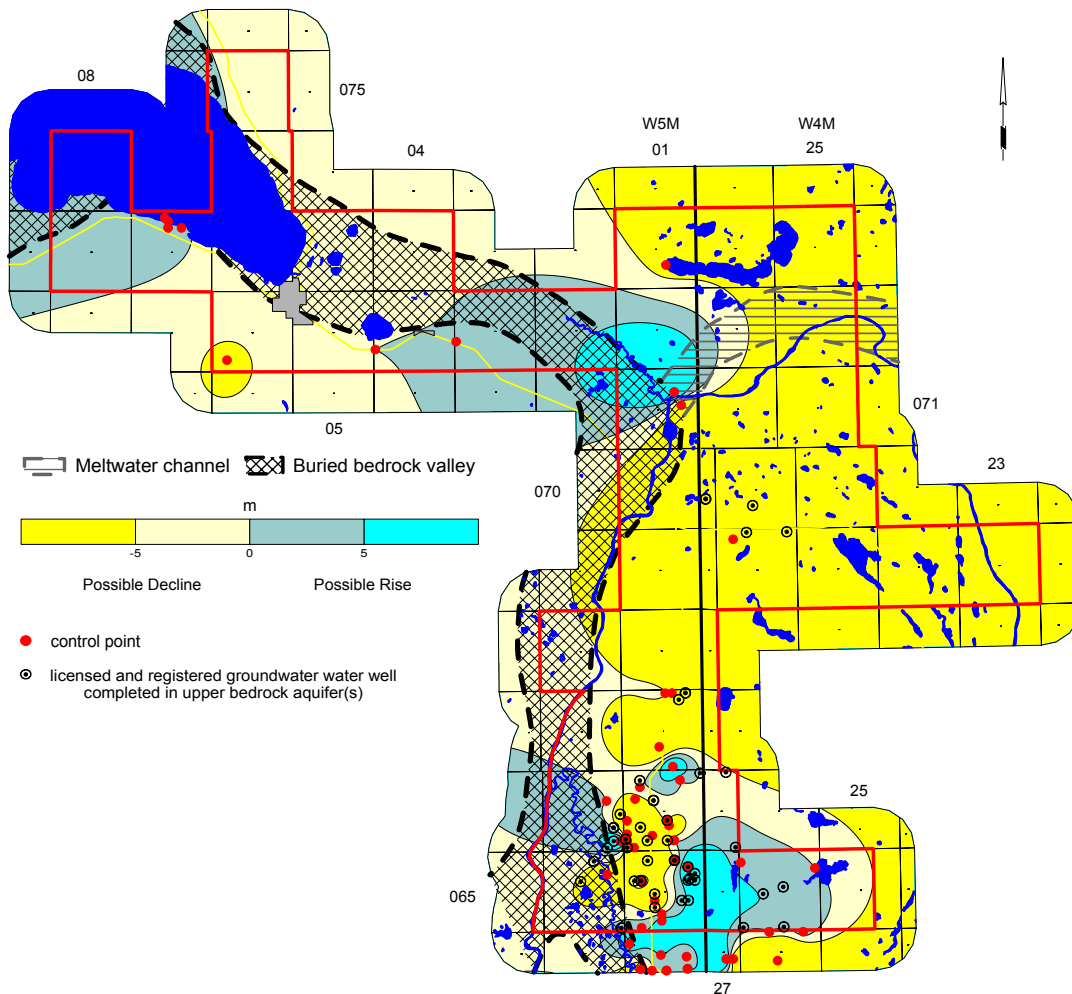 08
075
W5M W4M
04 01 25
071
05
23
Meltwater channel Buried bedrock valley
070
m
-5 0 5
Possible Decline Possible Rise
control point
licensed and registered groundwater water well
completed in upper bedrock aquifer(s)
25
065
27